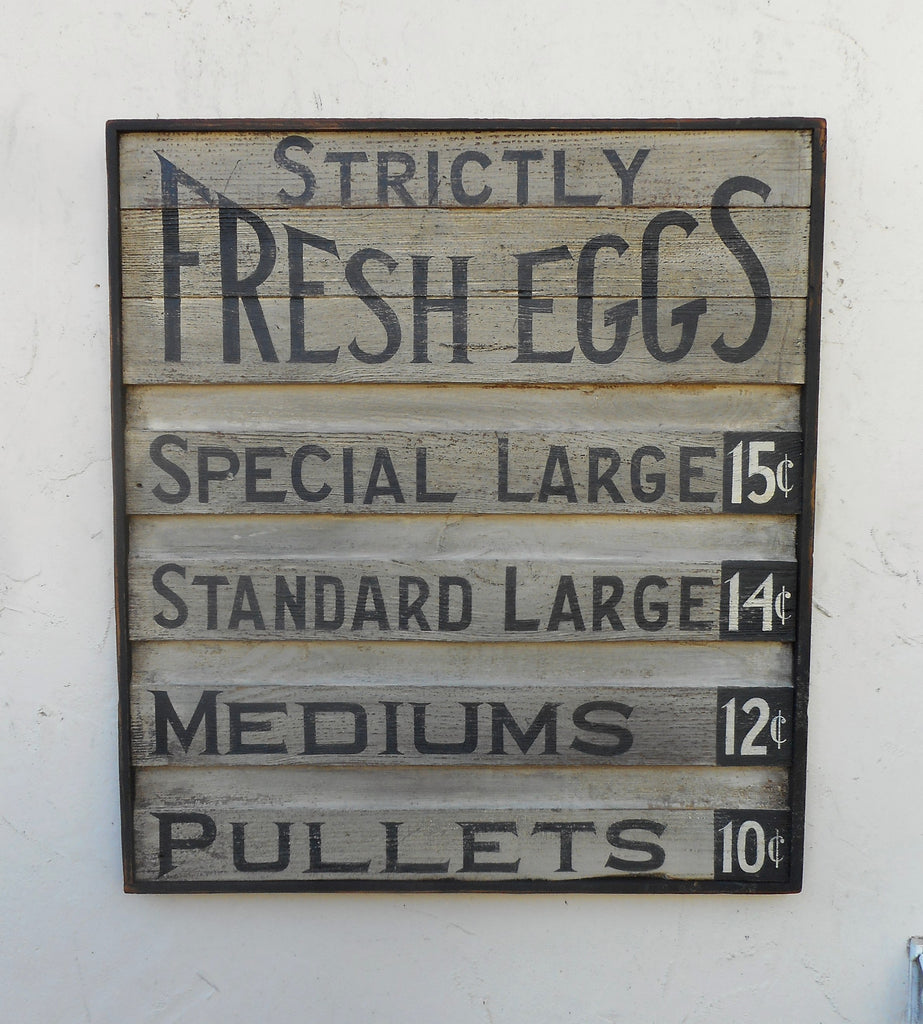 STRICTLY
FRESH EGGS
SPECIAL LARGE 15¢
STANDARD LARGE 14¢
MEDIUMS 12¢
PULLETS 10¢